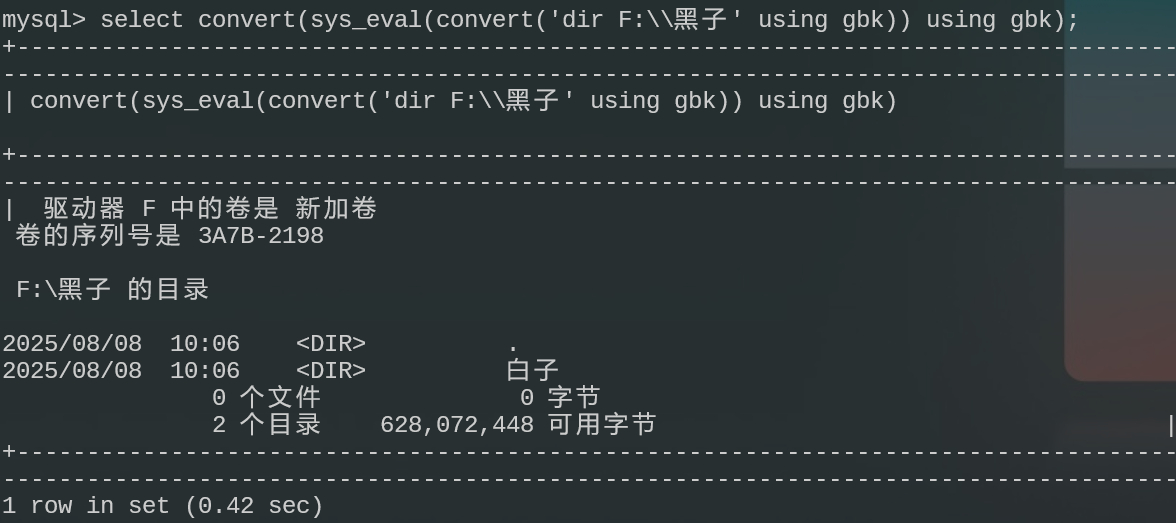 mysql> select convert(sys_eval(convert('dir F:\\黑子' using gbk)) using gbk);
+------------------------------------------------------------------------------------
------------------------------------------------------------------------------------
| convert(sys_eval(convert('dir F:\\黑子' using gbk)) using gbk)
+------------------------------------------------------------------------------------
------------------------------------------------------------------------------------
|  驱动器 F 中的卷是 新加卷
 卷的序列号是 3A7B-2198
 F:\黑子 的目录
2025/08/08  10:06    <DIR>          .
2025/08/08  10:06    <DIR>          白子
               0 个文件              0 字节
               2 个目录    628,072,448 可用字节                                     |
+------------------------------------------------------------------------------------
------------------------------------------------------------------------------------
1 row in set (0.42 sec)